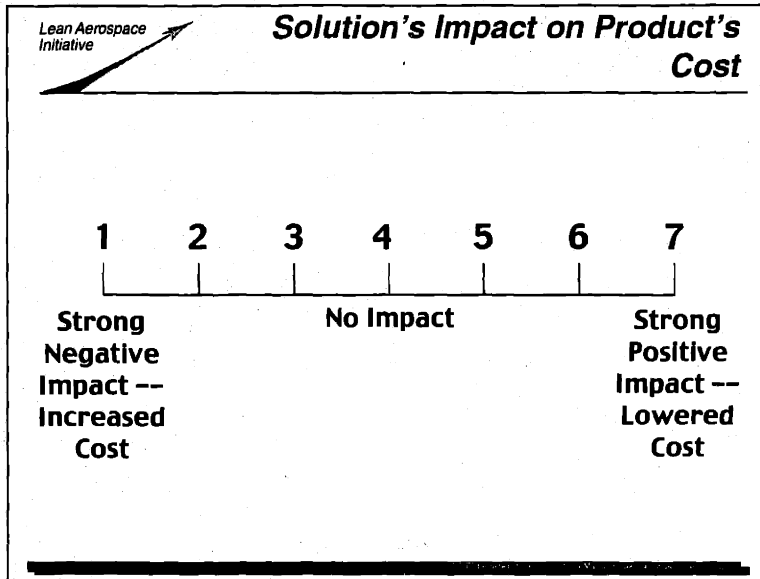 Lean Aerospace
Initiative
Solution's Impact on Product's
Cost
1 2 3 4 5 6 7
Strong
Negative
Impact --
Increased
Cost
No Impact
Strong
Positive
Impact --
Lowered
Cost